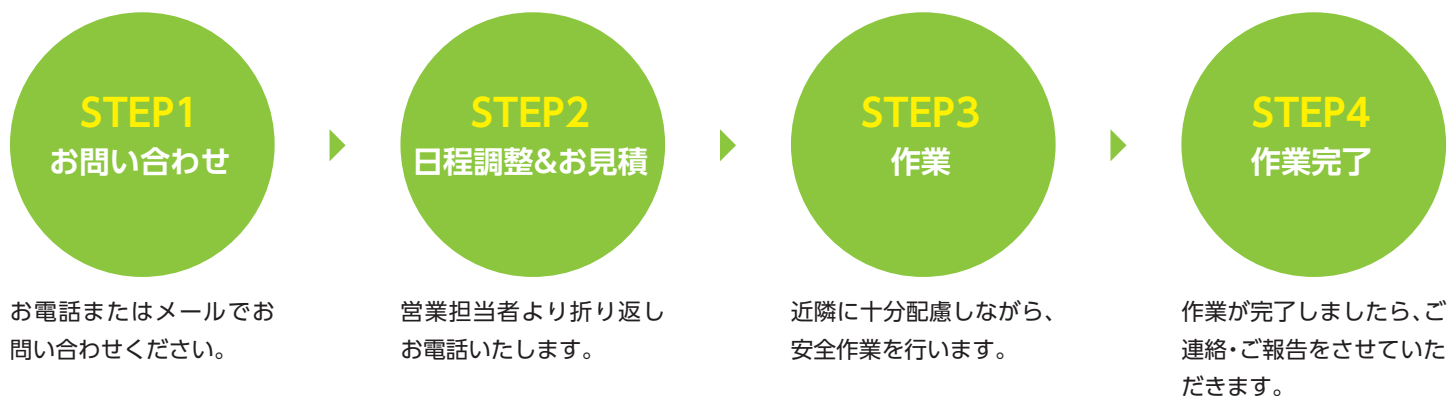 STEP1
お問い合わせ
お電話またはメールでお
問い合わせください。
STEP2
日程調整&お見積
営業担当者より折り返し
お電話いたします。
STEP3
作業
近隣に十分配慮しながら、
安全作業を行います。
STEP4
作業完了
作業が完了しましたら、ご
連絡・ご報告をさせていた
だきます。